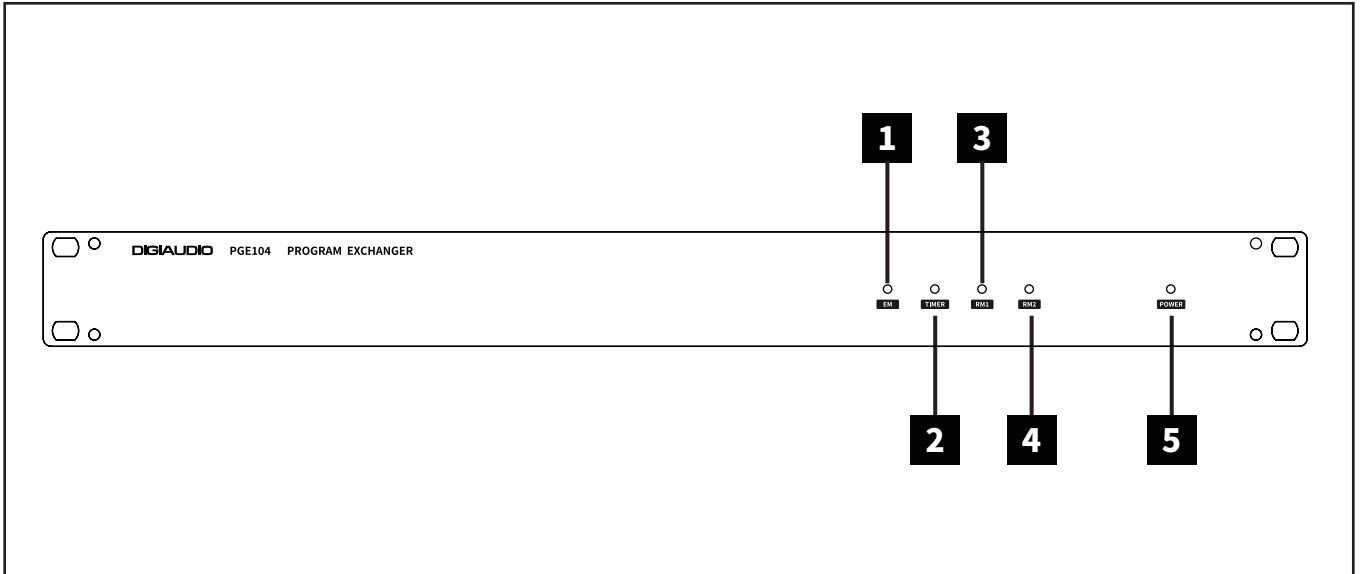 1 3
DIGIAUDIO PGE104 PROGRAM EXCHANGER
EM TIMER RM1 RM2 POWER
2 4 5